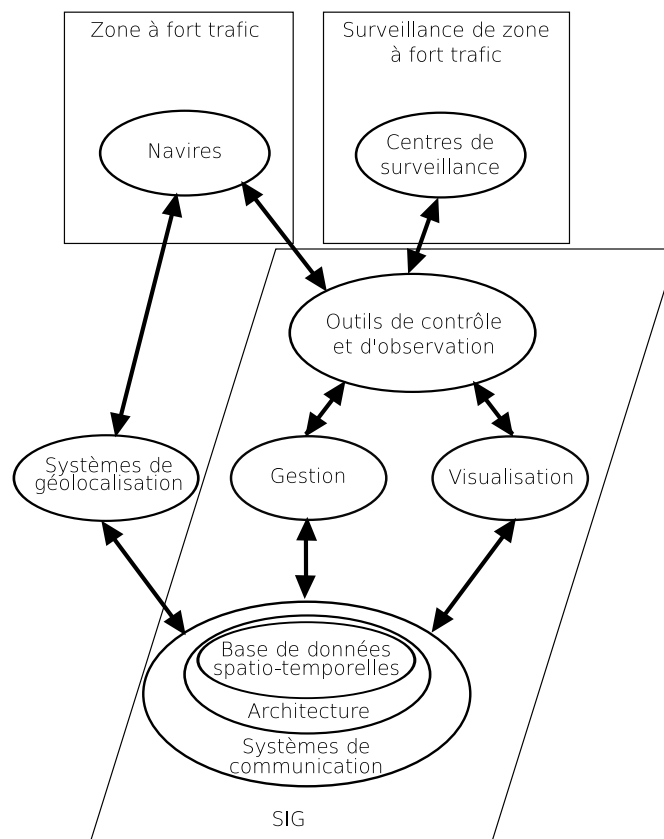 Zone à fort trafic
Surveillance de zone
à fort trafic
Navires
Centres de
surveillance
Outils de contrôle
et d'observation
Systèmes de
géolocalisation
Gestion
Visualisation
Base de données
spatio-temporelles
Architecture
Systèmes de
communication
SIG